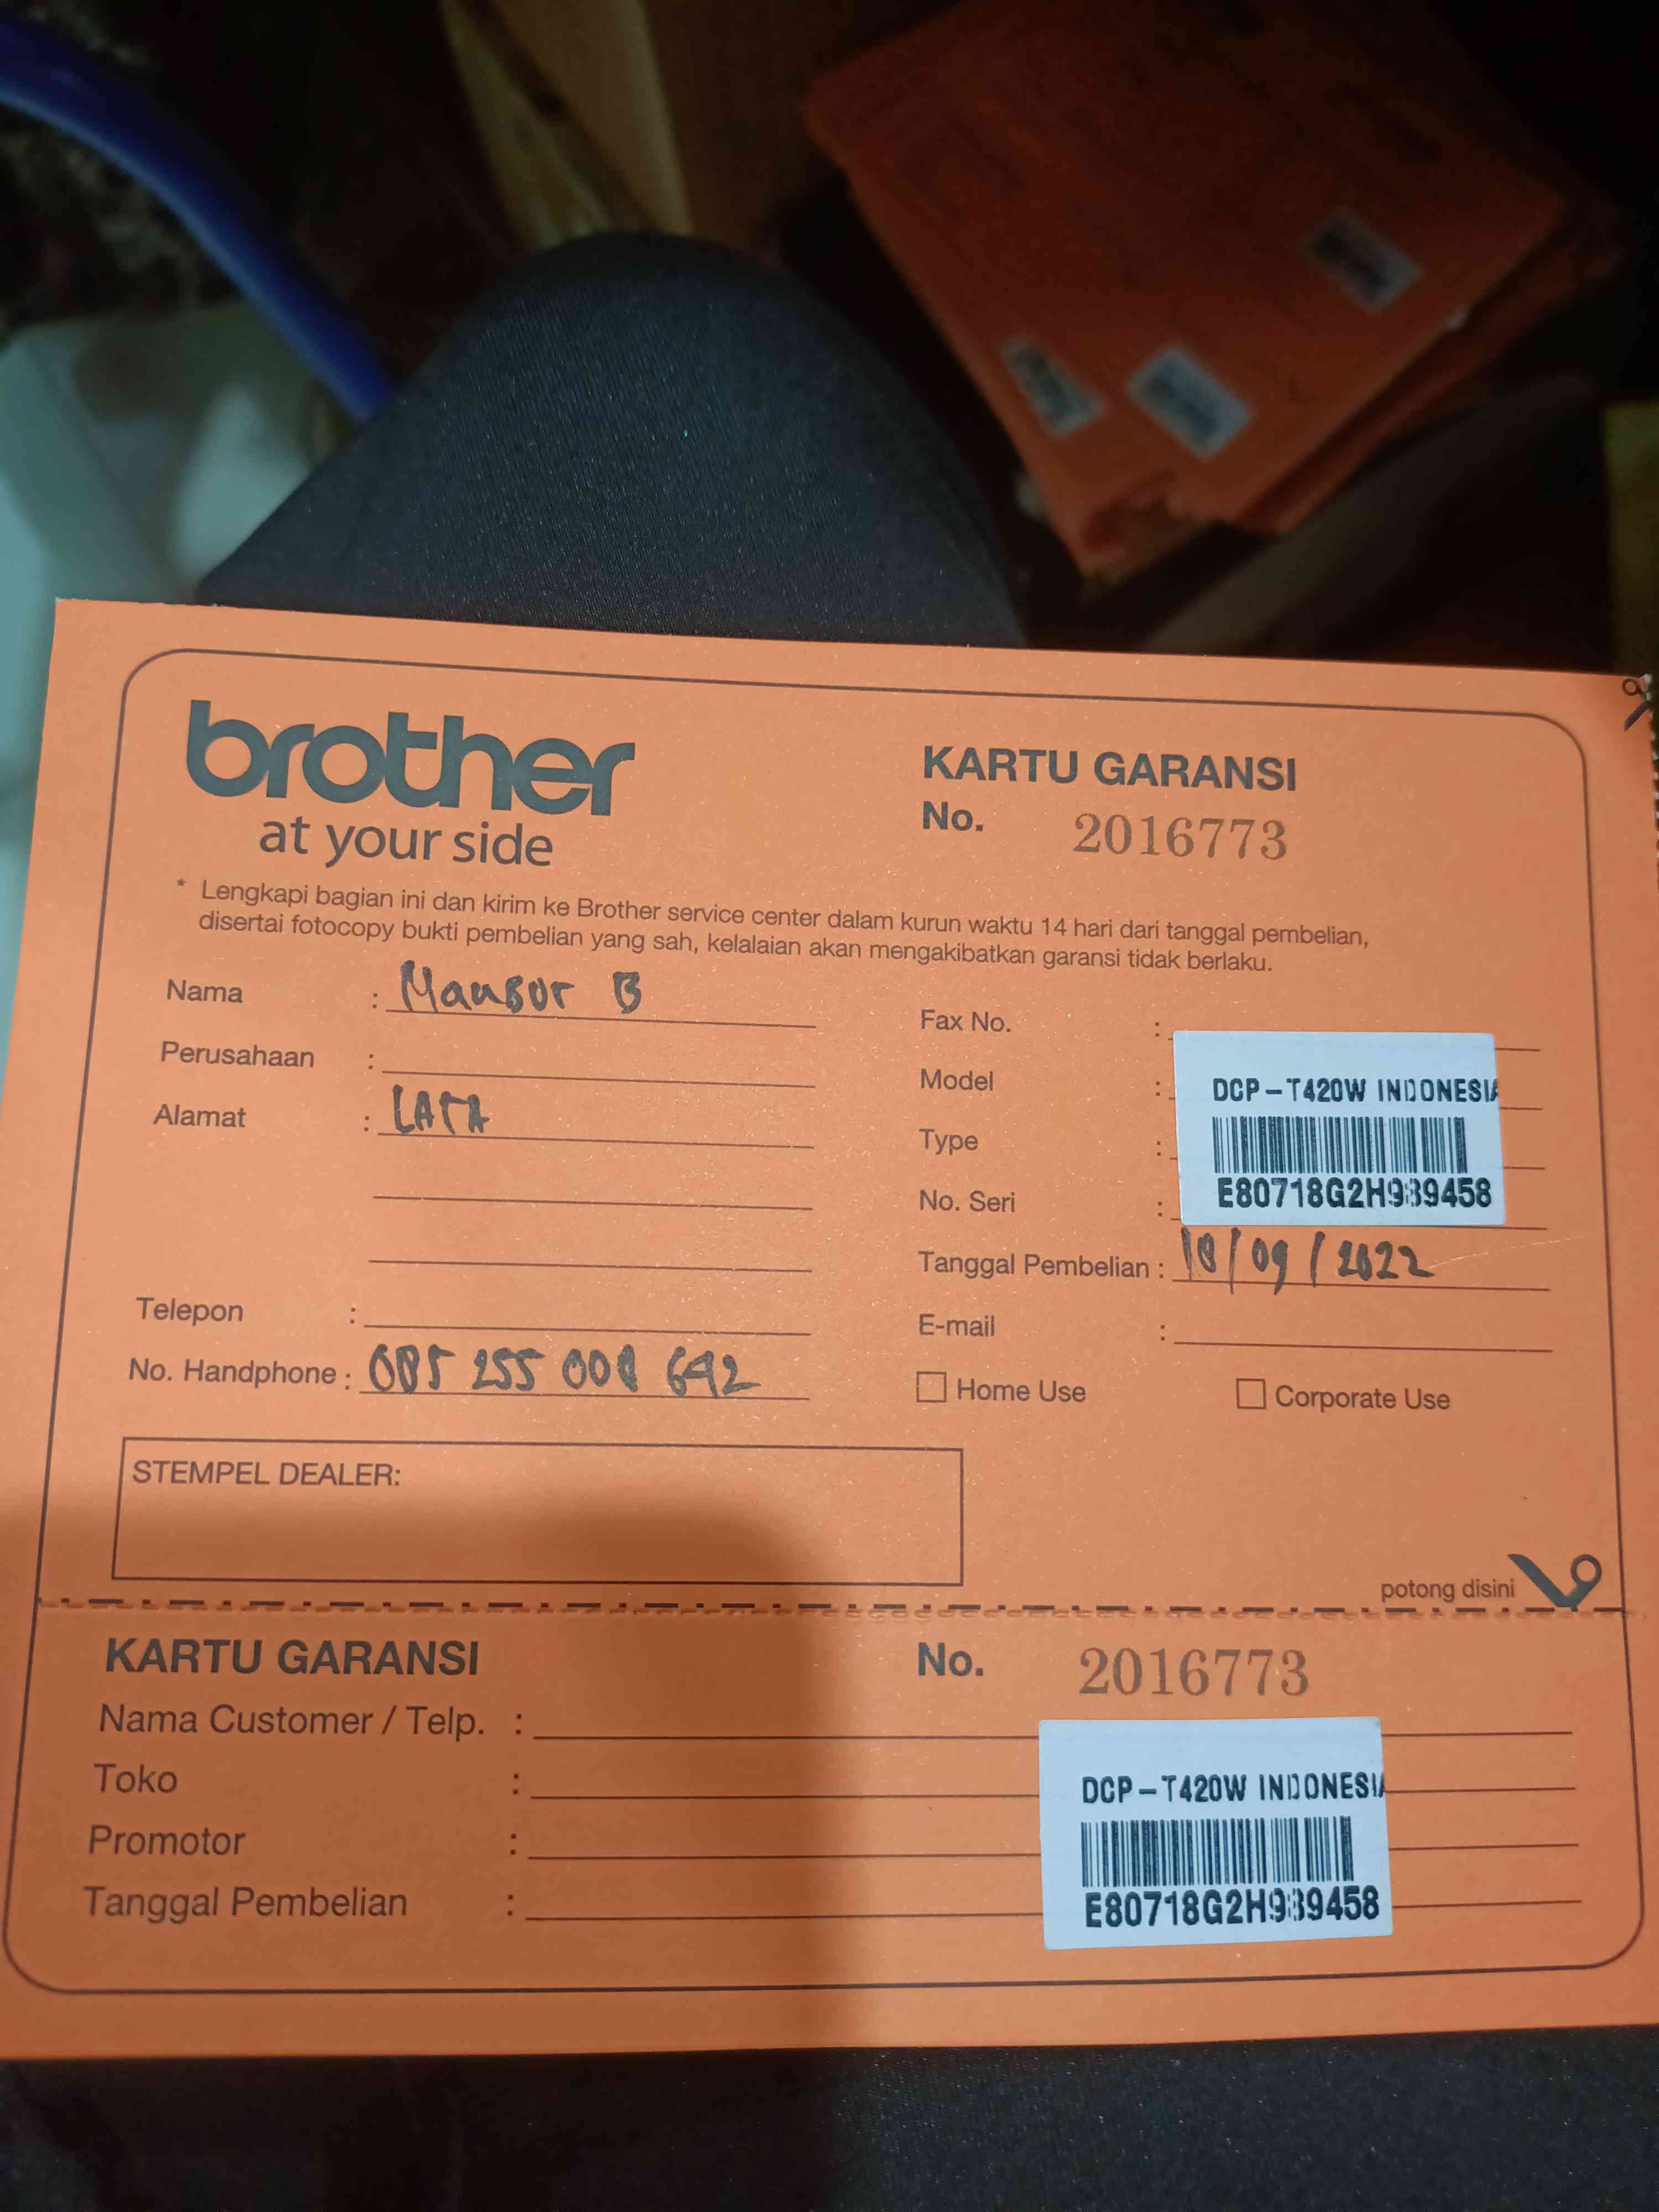 brother
at your side
KARTU GARANSI
No. 2016773
* Lengkapi bagian ini dan kirim ke Brother service center dalam kurun waktu 14 hari dari tanggal pembelian,
disertai fotocopy bukti pembelian yang sah, kelalaian akan mengakibatkan garansi tidak berlaku.
Nama : Mansur B
Perusahaan :
Alamat : LATA
Telepon :
No. Handphone : 085 255 008 642
Fax No. :
Model :
DCP-T420W INDONESIA
Type :
No. Seri :
E80718G2H939458
Tanggal Pembelian : 18/09/2022
E-mail :
Home Use
Corporate Use
STEMPEL DEALER:
potong disini
KARTU GARANSI
No. 2016773
Nama Customer / Telp. :
Toko :
Promotor :
Tanggal Pembelian :
DCP-T420W INDONESIA
E80718G2H939458